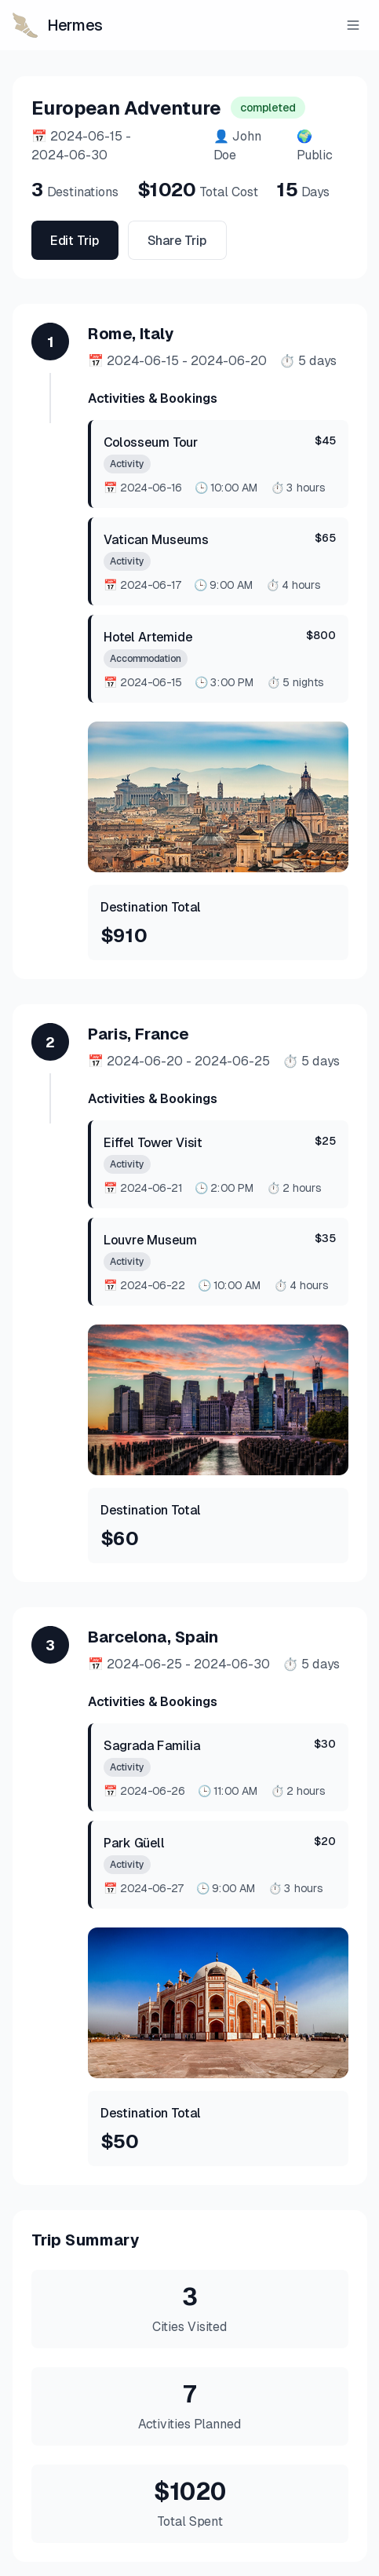 Hermes
European Adventure completed
📅 2024-06-15 - 2024-06-30 👤 John Doe 🌍 Public
3 Destinations $1020 Total Cost 15 Days
Edit Trip Share Trip
1 Rome, Italy
📅 2024-06-15 - 2024-06-20 ⏱️ 5 days
Activities & Bookings
Colosseum Tour $45
Activity
📅 2024-06-16 🕒 10:00 AM ⏱️ 3 hours
Vatican Museums $65
Activity
📅 2024-06-17 🕒 9:00 AM ⏱️ 4 hours
Hotel Artemide $800
Accommodation
📅 2024-06-15 🕒 3:00 PM ⏱️ 5 nights
Destination Total
$910
2 Paris, France
📅 2024-06-20 - 2024-06-25 ⏱️ 5 days
Activities & Bookings
Eiffel Tower Visit $25
Activity
📅 2024-06-21 🕒 2:00 PM ⏱️ 2 hours
Louvre Museum $35
Activity
📅 2024-06-22 🕒 10:00 AM ⏱️ 4 hours
Destination Total
$60
3 Barcelona, Spain
📅 2024-06-25 - 2024-06-30 ⏱️ 5 days
Activities & Bookings
Sagrada Familia $30
Activity
📅 2024-06-26 🕒 11:00 AM ⏱️ 2 hours
Park Güell $20
Activity
📅 2024-06-27 🕒 9:00 AM ⏱️ 3 hours
Destination Total
$50
Trip Summary
3
Cities Visited
7
Activities Planned
$1020
Total Spent